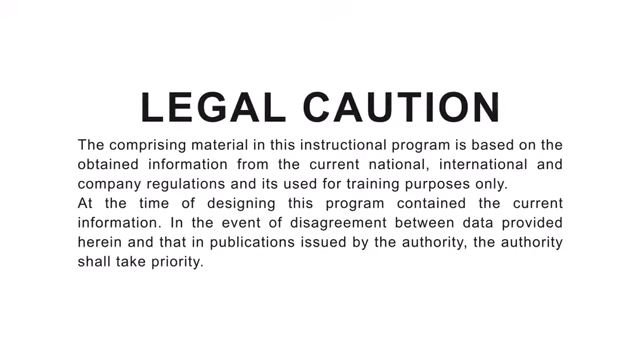 LEGAL CAUTION
The comprising material in this instructional program is based on the
obtained information from the current national, international and
company regulations and its used for training purposes only.
At the time of designing this program contained the current
information. In the event of disagreement between data provided
herein and that in publications issued by the authority, the authority
shall take priority.